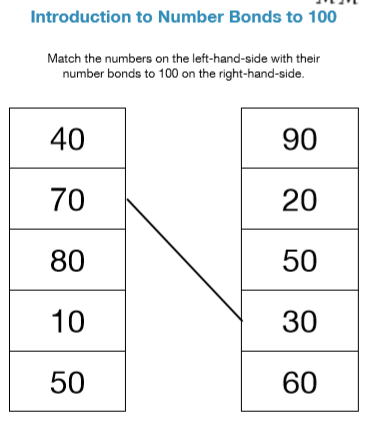 Introduction to Number Bonds to 100
Match the numbers on the left-hand-side with their
number bonds to 100 on the right-hand-side.
40 90
70 20
80 50
10 30
50 60